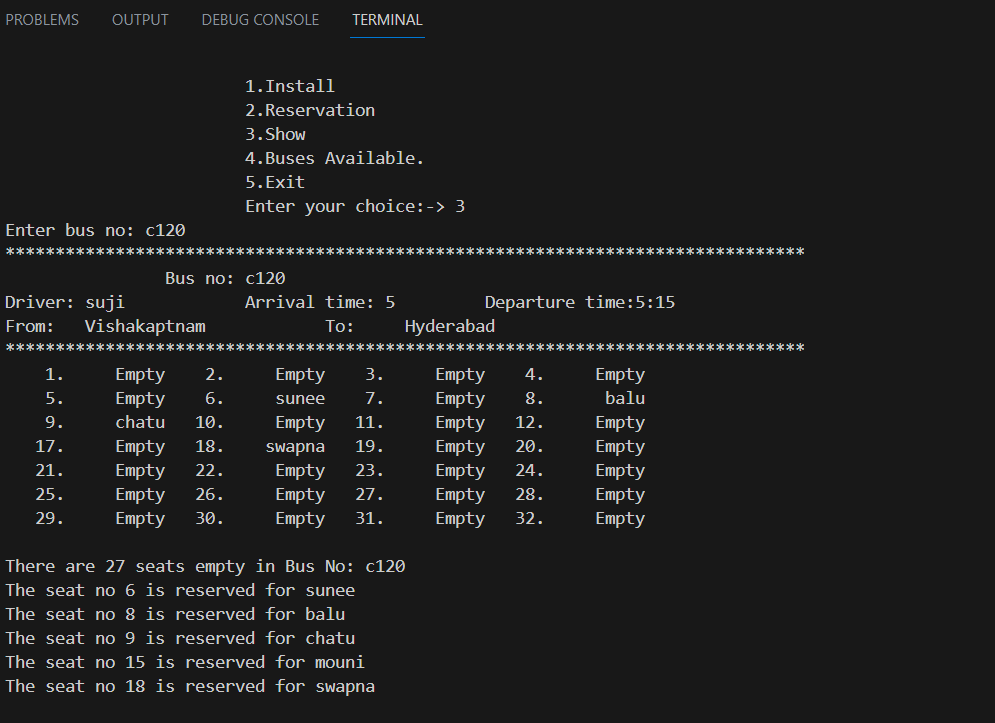 PROBLEMS OUTPUT DEBUG CONSOLE TERMINAL
1.Install
2.Reservation
3.Show
4.Buses Available.
5.Exit
Enter your choice:-> 3
Enter bus no: c120
********************************************************************************
Bus no: c120
Driver: suji Arrival time: 5 Departure time:5:15
From: Vishakaptnam To: Hyderabad
********************************************************************************
1. Empty 2. Empty 3. Empty 4. Empty
5. Empty 6. sunee 7. Empty 8. balu
9. chatu 10. Empty 11. Empty 12. Empty
17. Empty 18. swapna 19. Empty 20. Empty
21. Empty 22. Empty 23. Empty 24. Empty
25. Empty 26. Empty 27. Empty 28. Empty
29. Empty 30. Empty 31. Empty 32. Empty
There are 27 seats empty in Bus No: c120
The seat no 6 is reserved for sunee
The seat no 8 is reserved for balu
The seat no 9 is reserved for chatu
The seat no 15 is reserved for mouni
The seat no 18 is reserved for swapna